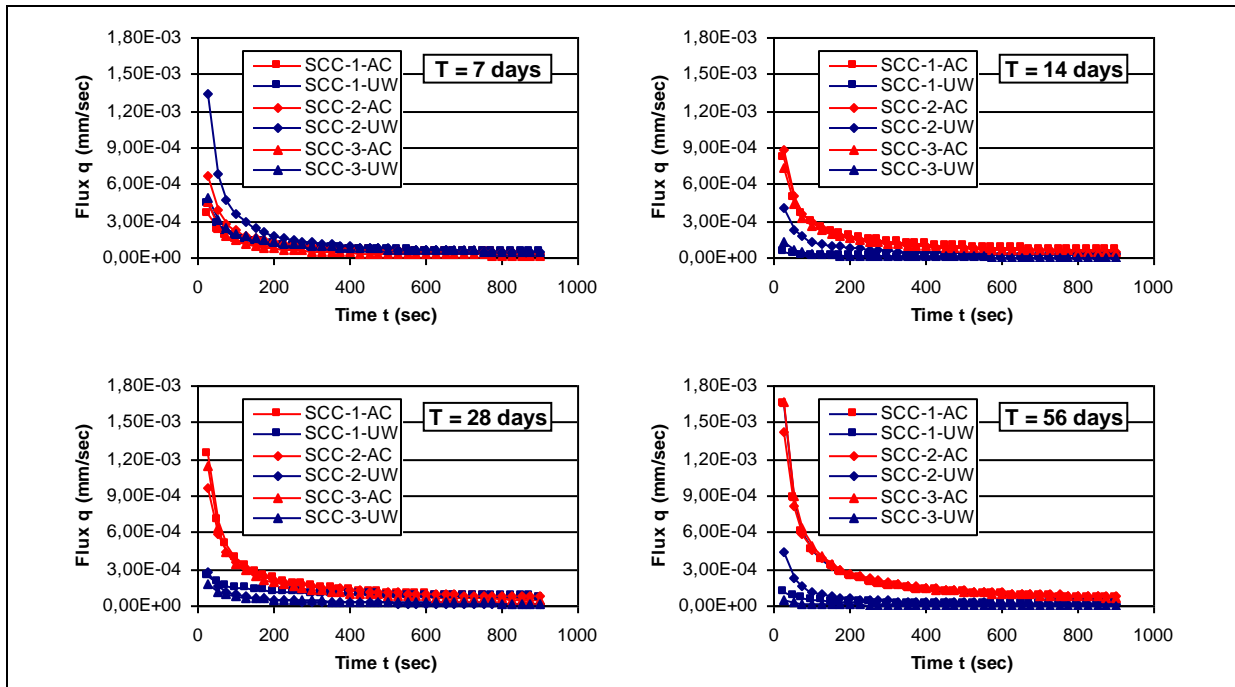 T = 7 days
Flux q (mm/sec)
1,80E-03
1,50E-03
1,20E-03
9,00E-04
6,00E-04
3,00E-04
0,00E+00
SCC-1-AC
SCC-1-UW
SCC-2-AC
SCC-2-UW
SCC-3-AC
SCC-3-UW
0 200 400 600 800 1000
Time t (sec)
T = 14 days
Flux q (mm/sec)
1,80E-03
1,50E-03
1,20E-03
9,00E-04
6,00E-04
3,00E-04
0,00E+00
SCC-1-AC
SCC-1-UW
SCC-2-AC
SCC-2-UW
SCC-3-AC
SCC-3-UW
0 200 400 600 800 1000
Time t (sec)
T = 28 days
Flux q (mm/sec)
1,80E-03
1,50E-03
1,20E-03
9,00E-04
6,00E-04
3,00E-04
0,00E+00
SCC-1-AC
SCC-1-UW
SCC-2-AC
SCC-2-UW
SCC-3-AC
SCC-3-UW
0 200 400 600 800 1000
Time t (sec)
T = 56 days
Flux q (mm/sec)
1,80E-03
1,50E-03
1,20E-03
9,00E-04
6,00E-04
3,00E-04
0,00E+00
SCC-1-AC
SCC-1-UW
SCC-2-AC
SCC-2-UW
SCC-3-AC
SCC-3-UW
0 200 400 600 800 1000
Time t (sec)